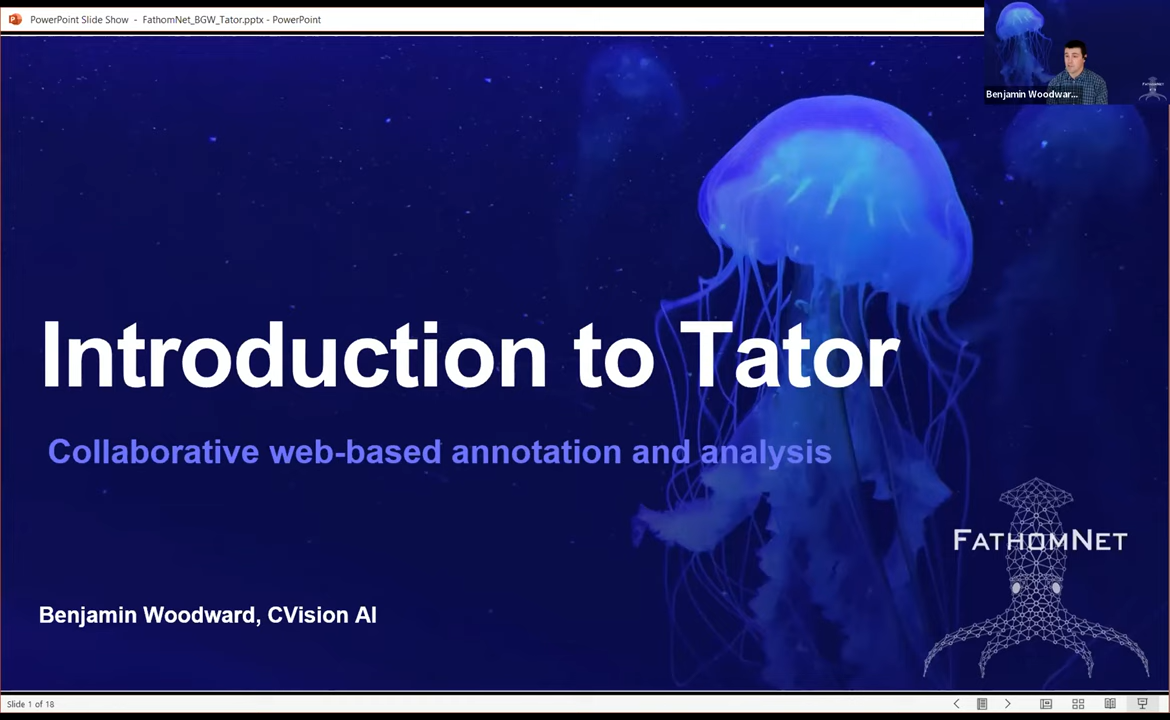 PowerPoint Slide Show - FathomNet_BGW_Tator.pptx - PowerPoint
Benjamin Woodwar...
Introduction to Tator
Collaborative web-based annotation and analysis
FATHOMNET
Benjamin Woodward, CVision AI
Slide 1 of 18